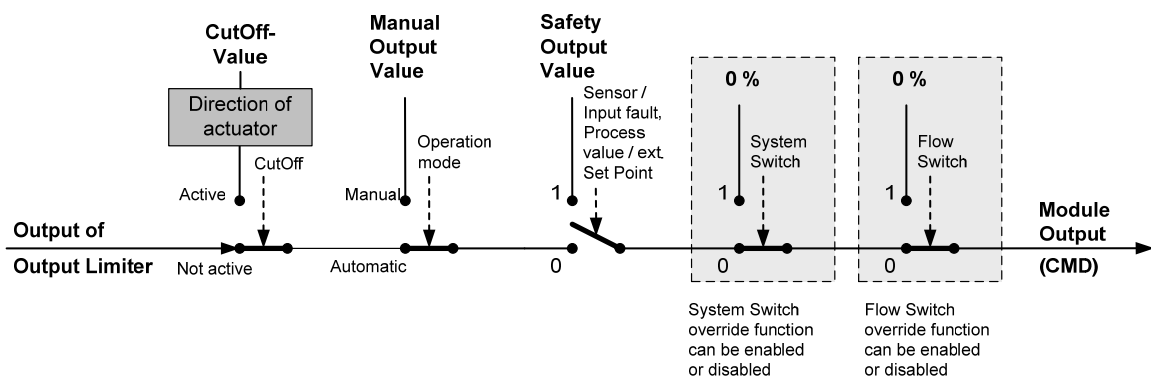 CutOff-
Value
Direction of
actuator
CutOff
Active
Not active
Manual
Output
Value
Operation
mode
Manual
Automatic
Safety
Output
Value
Sensor /
Input fault,
Process
value / ext.
Set Point
1
0
0 %
System
Switch
1
0
System Switch
override function
can be enabled
or disabled
0 %
Flow
Switch
1
0
Flow Switch
override function
can be enabled
or disabled
Output of
Output Limiter
Module
Output
(CMD)